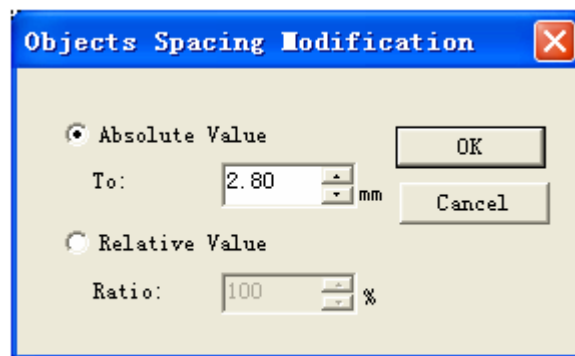 Objects Spacing Modification
Absolute Value
OK
To: 2.80 mm
Cancel
Relative Value
Ratio: 100 %